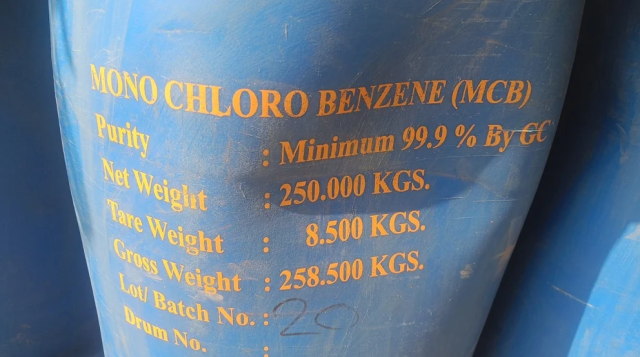 MONO CHLORO BENZENE (MCB)
Purity : Minimum 99.9 % By GC
Net Weight : 250.000 KGS.
Tare Weight : 8.500 KGS.
Gross Weight : 258.500 KGS.
Lot/ Batch No. : 20
Drum No. :